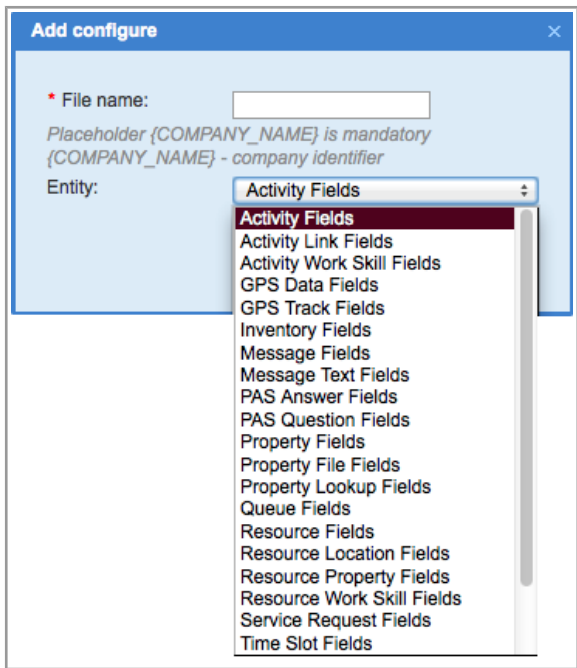 Add configure ×
* File name:
Placeholder {COMPANY_NAME} is mandatory
{COMPANY_NAME} - company identifier
Entity: Activity Fields
Activity Fields
Activity Link Fields
Activity Work Skill Fields
GPS Data Fields
GPS Track Fields
Inventory Fields
Message Fields
Message Text Fields
PAS Answer Fields
PAS Question Fields
Property Fields
Property File Fields
Property Lookup Fields
Queue Fields
Resource Fields
Resource Location Fields
Resource Property Fields
Resource Work Skill Fields
Service Request Fields
Time Slot Fields